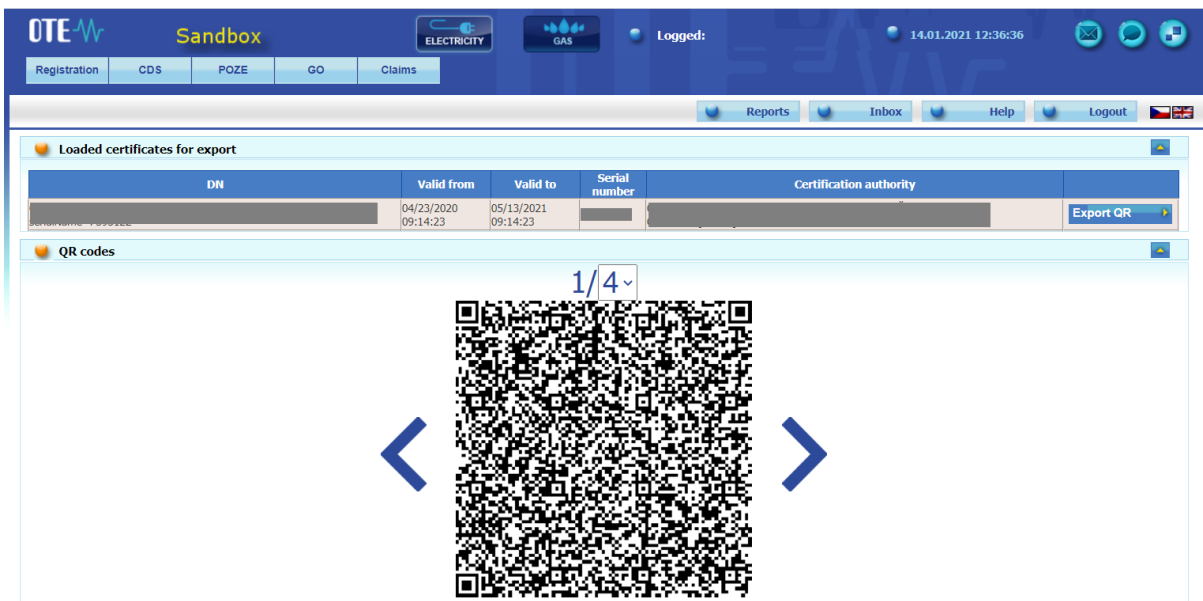 OTE
Sandbox
ELECTRICITY
GAS
Logged:
14.01.2021 12:36:36
Registration
CDS
POZE
GO
Claims
Reports
Inbox
Help
Logout
Loaded certificates for export
DN
Valid from
Valid to
Serial number
Certification authority
04/23/2020 09:14:23
05/13/2021 09:14:23
Export QR
QR codes
1/4